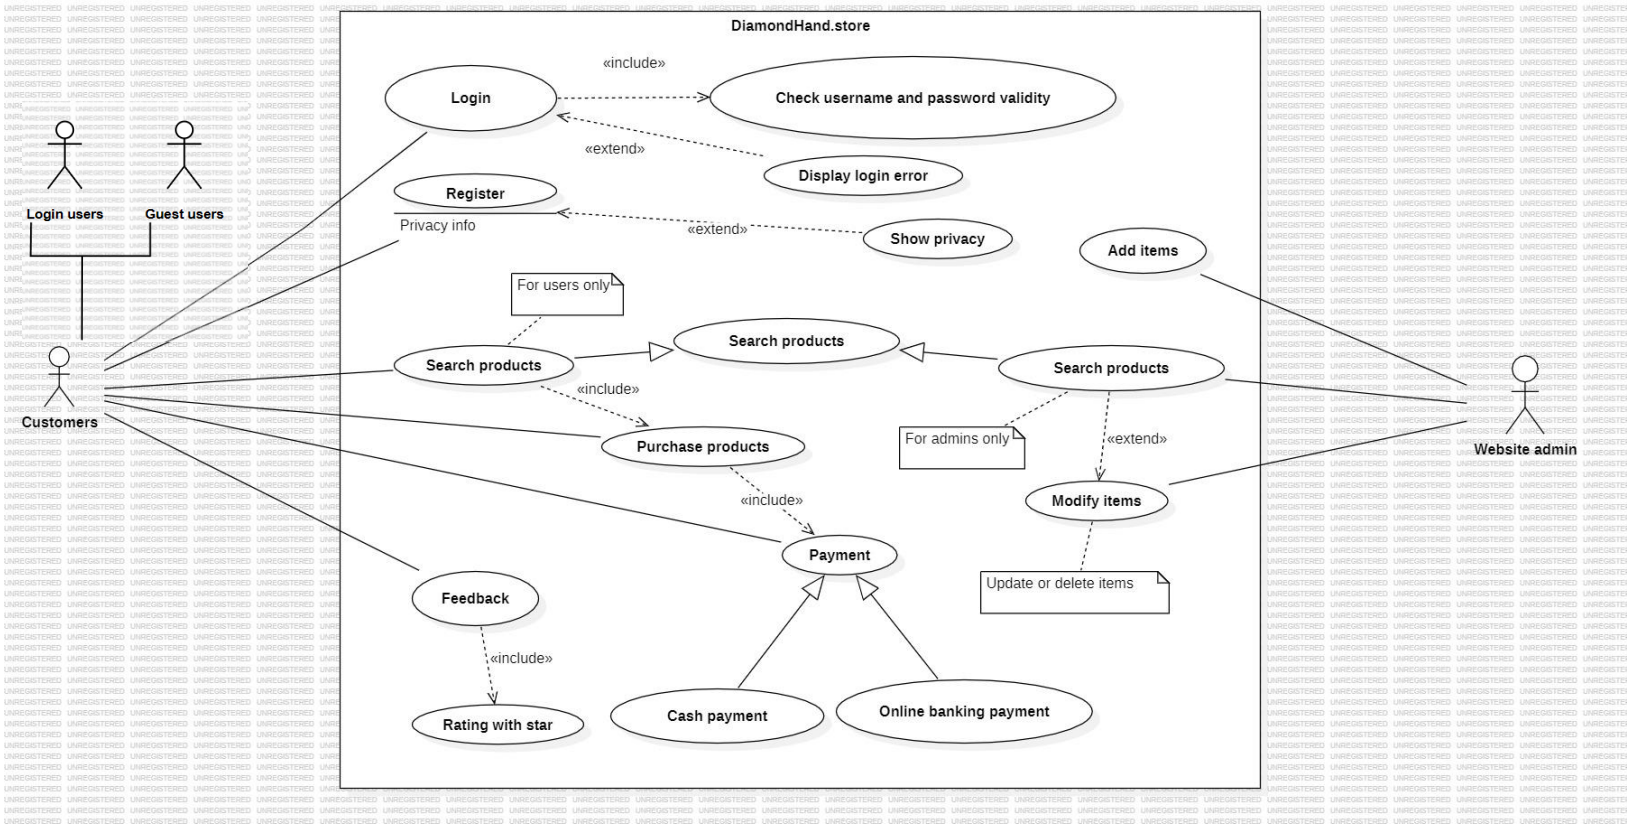 DiamondHand.store
«include»
Login
Check username and password validity
«extend»
Display login error
Register
Privacy info
«extend»
Show privacy
Login users
Guest users
Add items
For users only
Search products
Search products
Search products
«include»
Customers
Purchase products
For admins only
«extend»
Website admin
«include»
Modify items
Payment
Update or delete items
Feedback
«include»
Rating with star
Cash payment
Online banking payment
UNREGISTERED